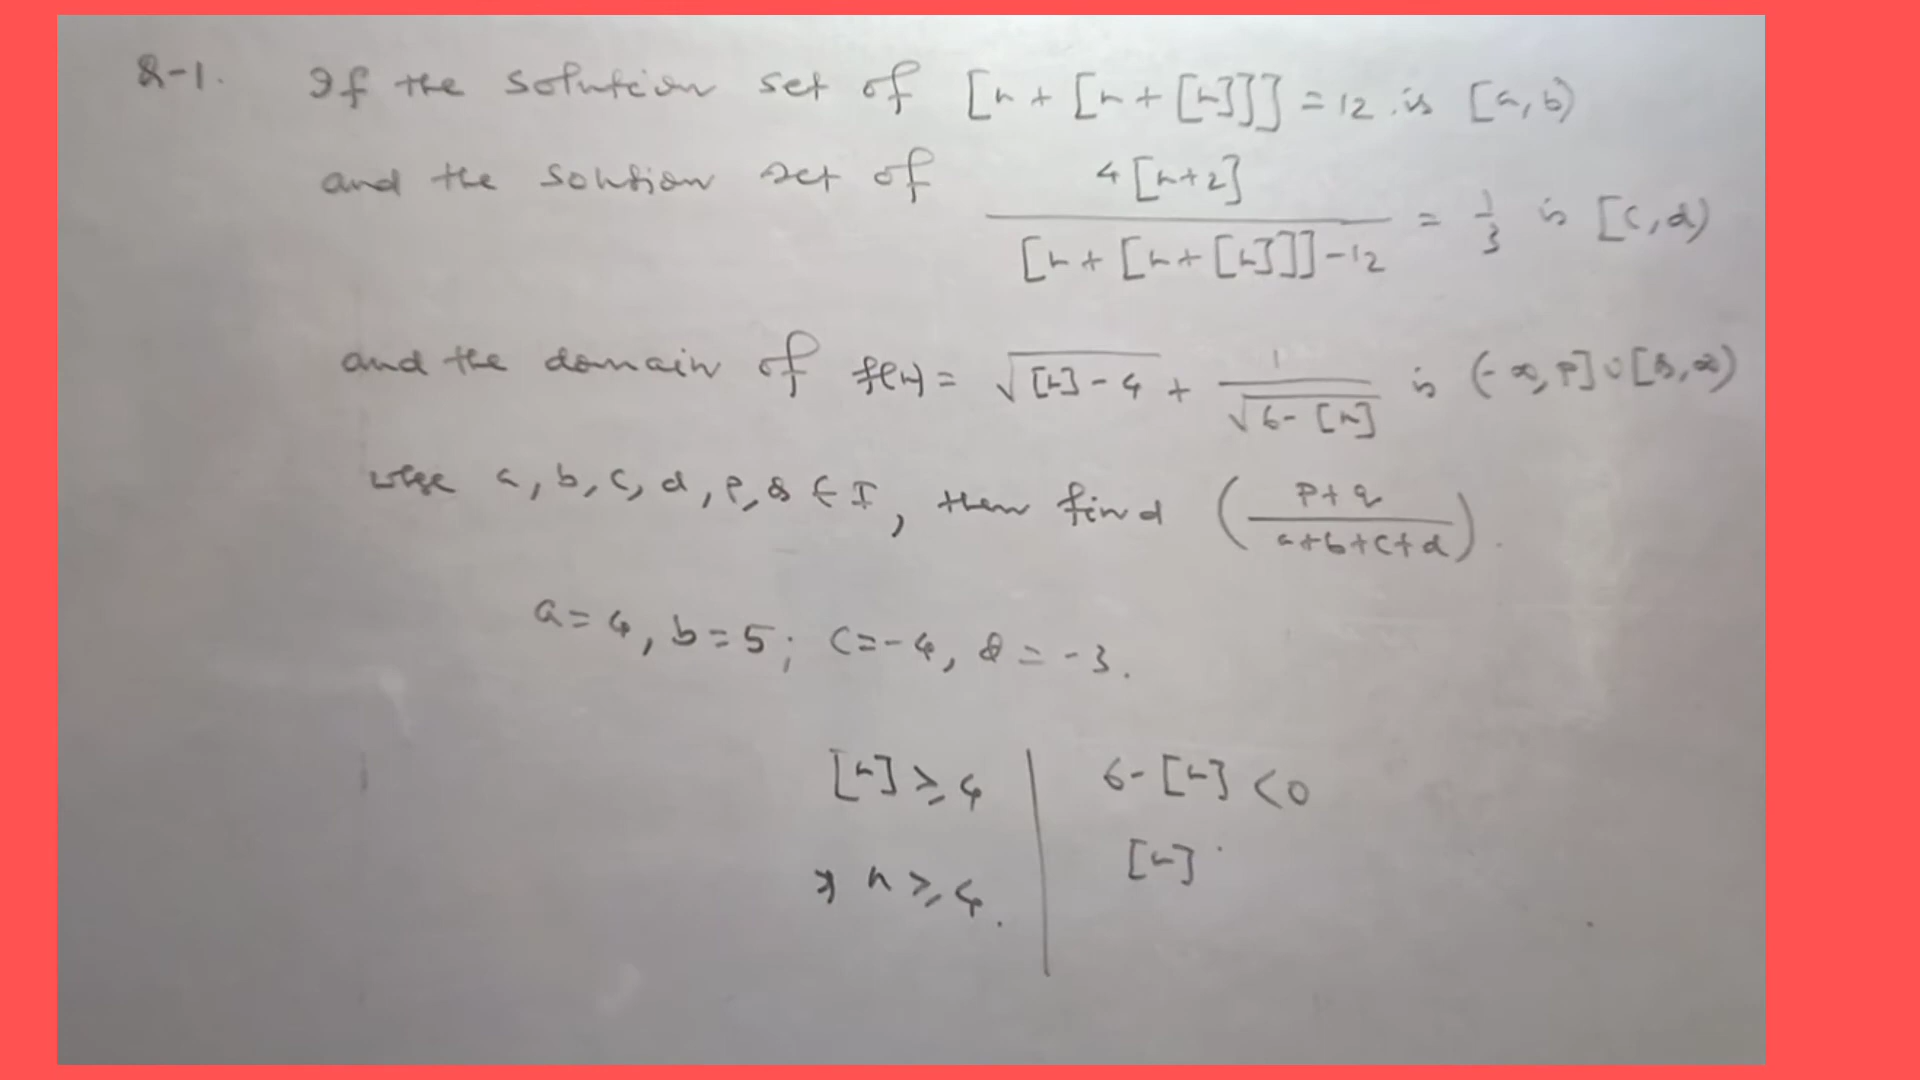 Q-1. If the solution set of [x + [x + [x]]] = 12 is [a, b)
and the solution set of 4[x+2] / ([x + [x + [x]]] - 12) = 1/3 is [c, d)
and the domain of f(x) = √([x] - 4) + 1/√(6 - [x]) is (-∞, p] ∪ [q, ∞)
where a, b, c, d, p, q ∈ I, then find ((p+q)/(a+b+c+d)).
a = 4, b = 5; c = -4, d = -3.
[x] ≥ 4 | 6 - [x] < 0
⇒ x ≥ 4. | [x]